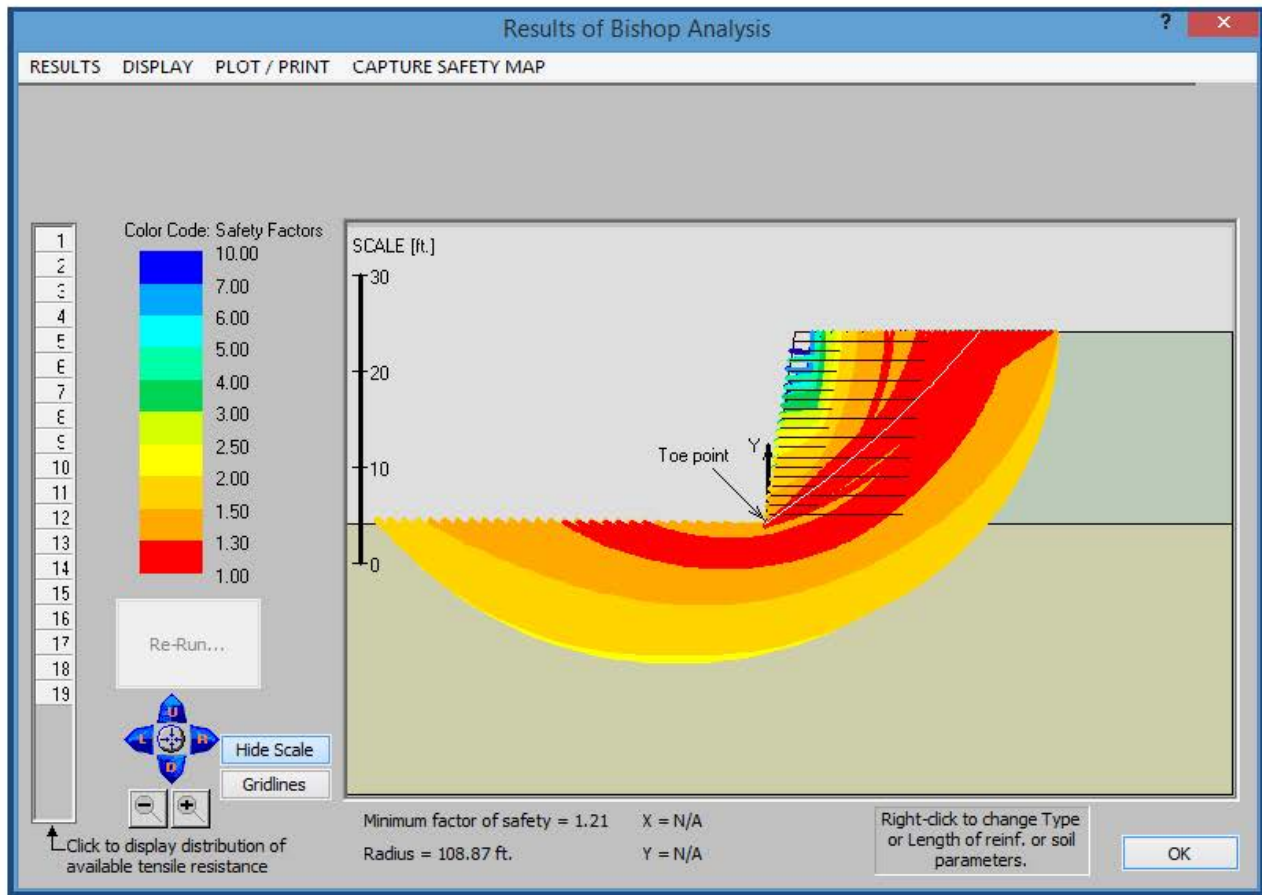 Results of Bishop Analysis
?
×
RESULTS DISPLAY PLOT / PRINT CAPTURE SAFETY MAP
1
2
3
4
5
6
7
8
9
10
11
12
13
14
15
16
17
18
19
Color Code: Safety Factors
10.00
7.00
6.00
5.00
4.00
3.00
2.50
2.00
1.50
1.30
1.00
Re-Run...
U
L
R
D
Hide Scale
Gridlines
Click to display distribution of
available tensile resistance
SCALE [ft.]
30
20
10
0
Y
Toe point
Minimum factor of safety = 1.21 X = N/A
Radius = 108.87 ft. Y = N/A
Right-click to change Type
or Length of reinf. or soil
parameters.
OK